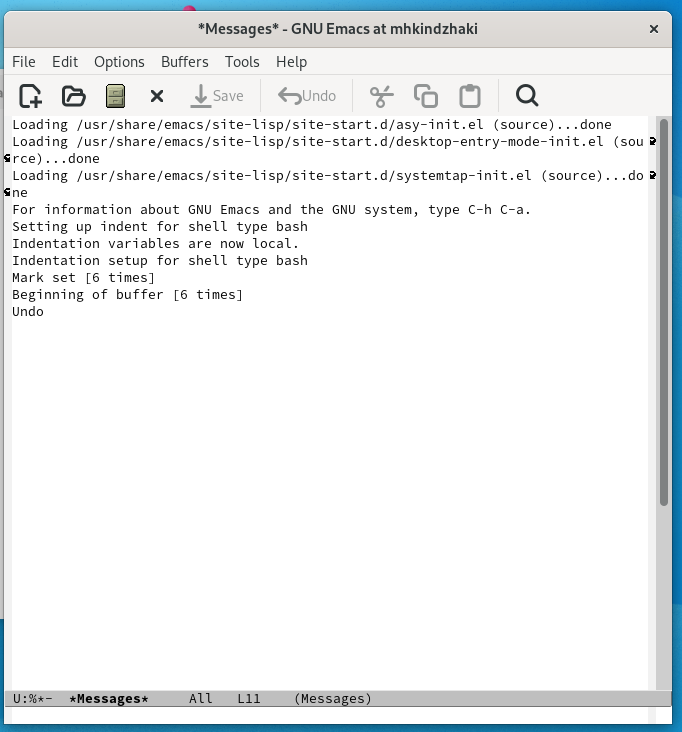 *Messages* - GNU Emacs at mhkindzhaki
File Edit Options Buffers Tools Help
Save Undo
Loading /usr/share/emacs/site-lisp/site-start.d/asy-init.el (source)...done
Loading /usr/share/emacs/site-lisp/site-start.d/desktop-entry-mode-init.el (sou
rce)...done
Loading /usr/share/emacs/site-lisp/site-start.d/systemtap-init.el (source)...do
ne
For information about GNU Emacs and the GNU system, type C-h C-a.
Setting up indent for shell type bash
Indentation variables are now local.
Indentation setup for shell type bash
Mark set [6 times]
Beginning of buffer [6 times]
Undo
U:%*- *Messages* All L11 (Messages)